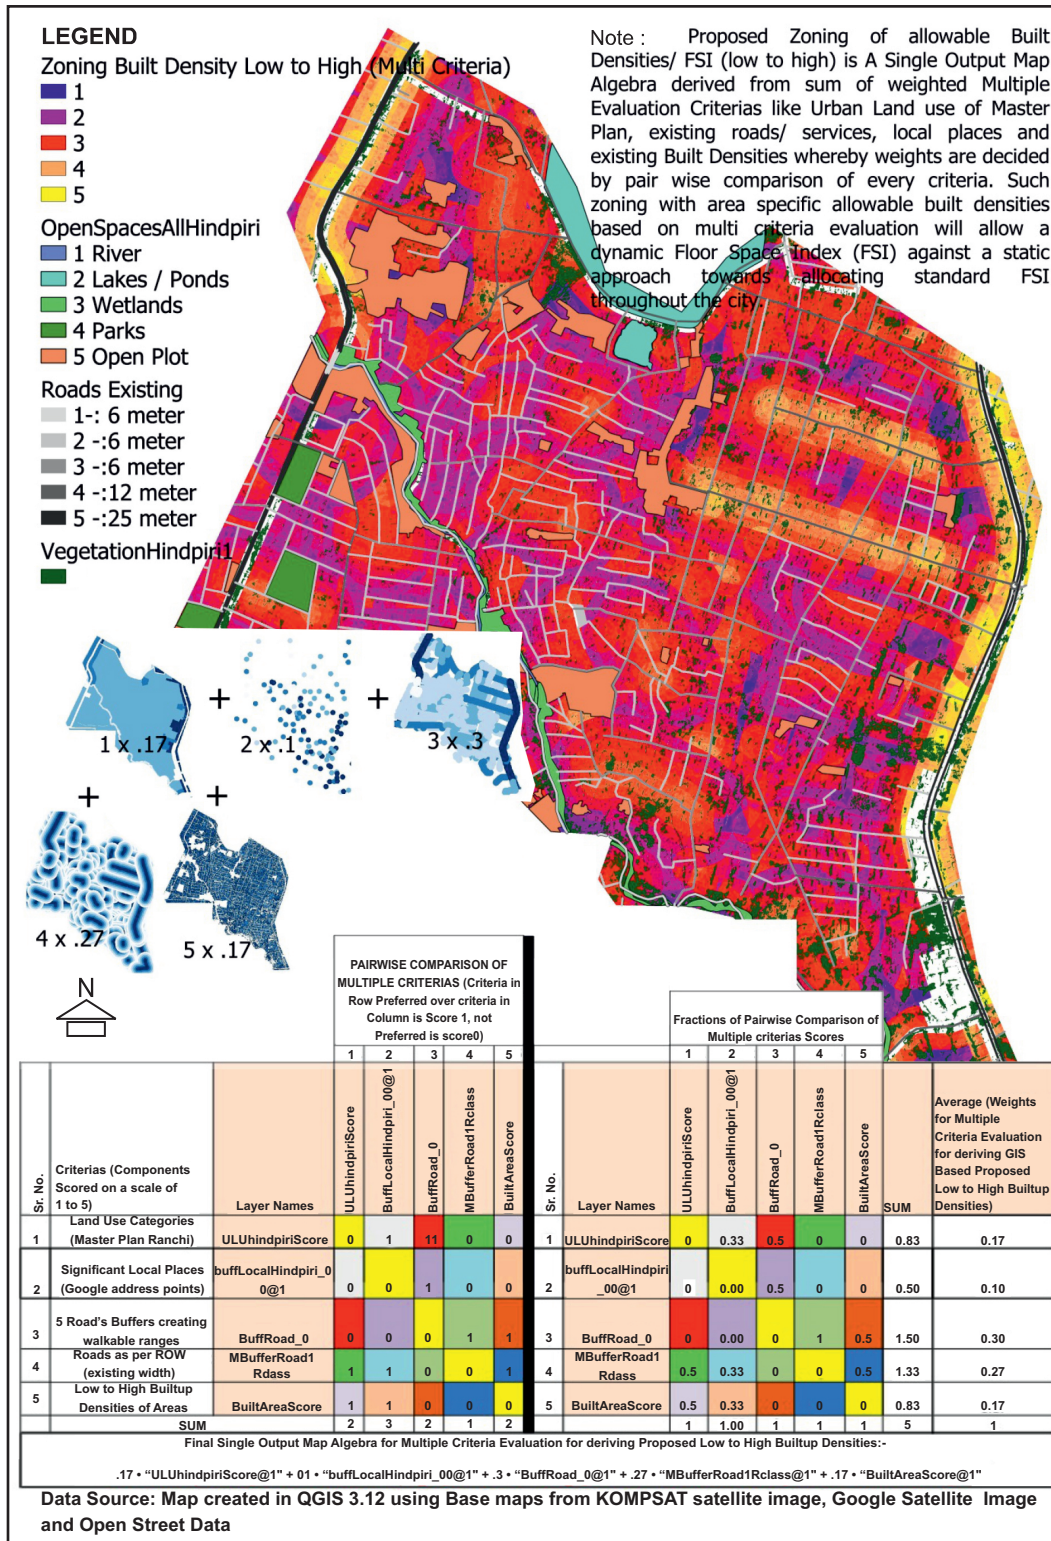 LEGEND
Zoning Built Density Low to High (Multi Criteria)
1
2
3
4
5
OpenSpacesAllHindpiri
1 River
2 Lakes / Ponds
3 Wetlands
4 Parks
5 Open Plot
Roads Existing
1-: 6 meter
2 -:6 meter
3 -:6 meter
4 -:12 meter
5 -:25 meter
VegetationHindpiri1
Note : Proposed Zoning of allowable Built
Densities/ FSI (low to high) is A Single Output Map
Algebra derived from sum of weighted Multiple
Evaluation Criterias like Urban Land use of Master
Plan, existing roads/ services, local places and
existing Built Densities whereby weights are decided
by pair wise comparison of every criteria. Such
zoning with area specific allowable built densities
based on multi criteria evaluation will allow a
dynamic Floor Space Index (FSI) against a static
approach towards allocating standard FSI
throughout the city.
1 x .17
+
2 x .1
+
3 x .3
+
+
4 x .27
5 x .17
N
PAIRWISE COMPARISON OF
MULTIPLE CRITERIAS (Criteria in
Row Preferred over criteria in
Column is Score 1, not
Preferred is score0)
1 2 3 4 5
Sr. No.
Criterias (Components
Scored on a scale of
1 to 5)
Layer Names
ULUhindpiriScore
BuffLocalHindpiri_00@1
BuffRoad_0
MBufferRoad1Rclass
BuiltAreaScore
1 Land Use Categories
(Master Plan Ranchi) ULUhindpiriScore 0 1 11 0 0
2 Significant Local Places
(Google address points) buffLocalHindpiri_0
0@1 0 0 1 0 0
3 5 Road's Buffers creating
walkable ranges BuffRoad_0 0 0 0 1 1
4 Roads as per ROW
(existing width) MBufferRoad1
Rdass 1 1 0 0 1
5 Low to High Builtup
Densities of Areas BuiltAreaScore 1 1 0 0 0
SUM 2 3 2 1 2
Fractions of Pairwise Comparison of
Multiple criterias Scores
1 2 3 4 5
Sr. No.
Layer Names
ULUhindpiriScore
BuffLocalHindpiri_00@1
BuffRoad_0
MBufferRoad1Rclass
BuiltAreaScore
SUM
Average (Weights
for Multiple
Criteria Evaluation
for deriving GIS
Based Proposed
Low to High Builtup
Densities)
1 ULUhindpiriScore 0 0.33 0.5 0 0 0.83 0.17
2 buffLocalHindpiri
_00@1 0 0.00 0.5 0 0 0.50 0.10
3 BuffRoad_0 0 0.00 0 1 0.5 1.50 0.30
4 MBufferRoad1
Rdass 0.5 0.33 0 0 0.5 1.33 0.27
5 BuiltAreaScore 0.5 0.33 0 0 0 0.83 0.17
SUM 1 1.00 1 1 1 5 1
Final Single Output Map Algebra for Multiple Criteria Evaluation for deriving Proposed Low to High Builtup Densities:-
.17 • “ULUhindpiriScore@1" + 01 • “buffLocalHindpiri_00@1" + .3 • “BuffRoad_0@1" + .27 • “MBufferRoad1Rclass@1" + .17 • “BuiltAreaScore@1"
Data Source: Map created in QGIS 3.12 using Base maps from KOMPSAT satellite image, Google Satellite Image
and Open Street Data